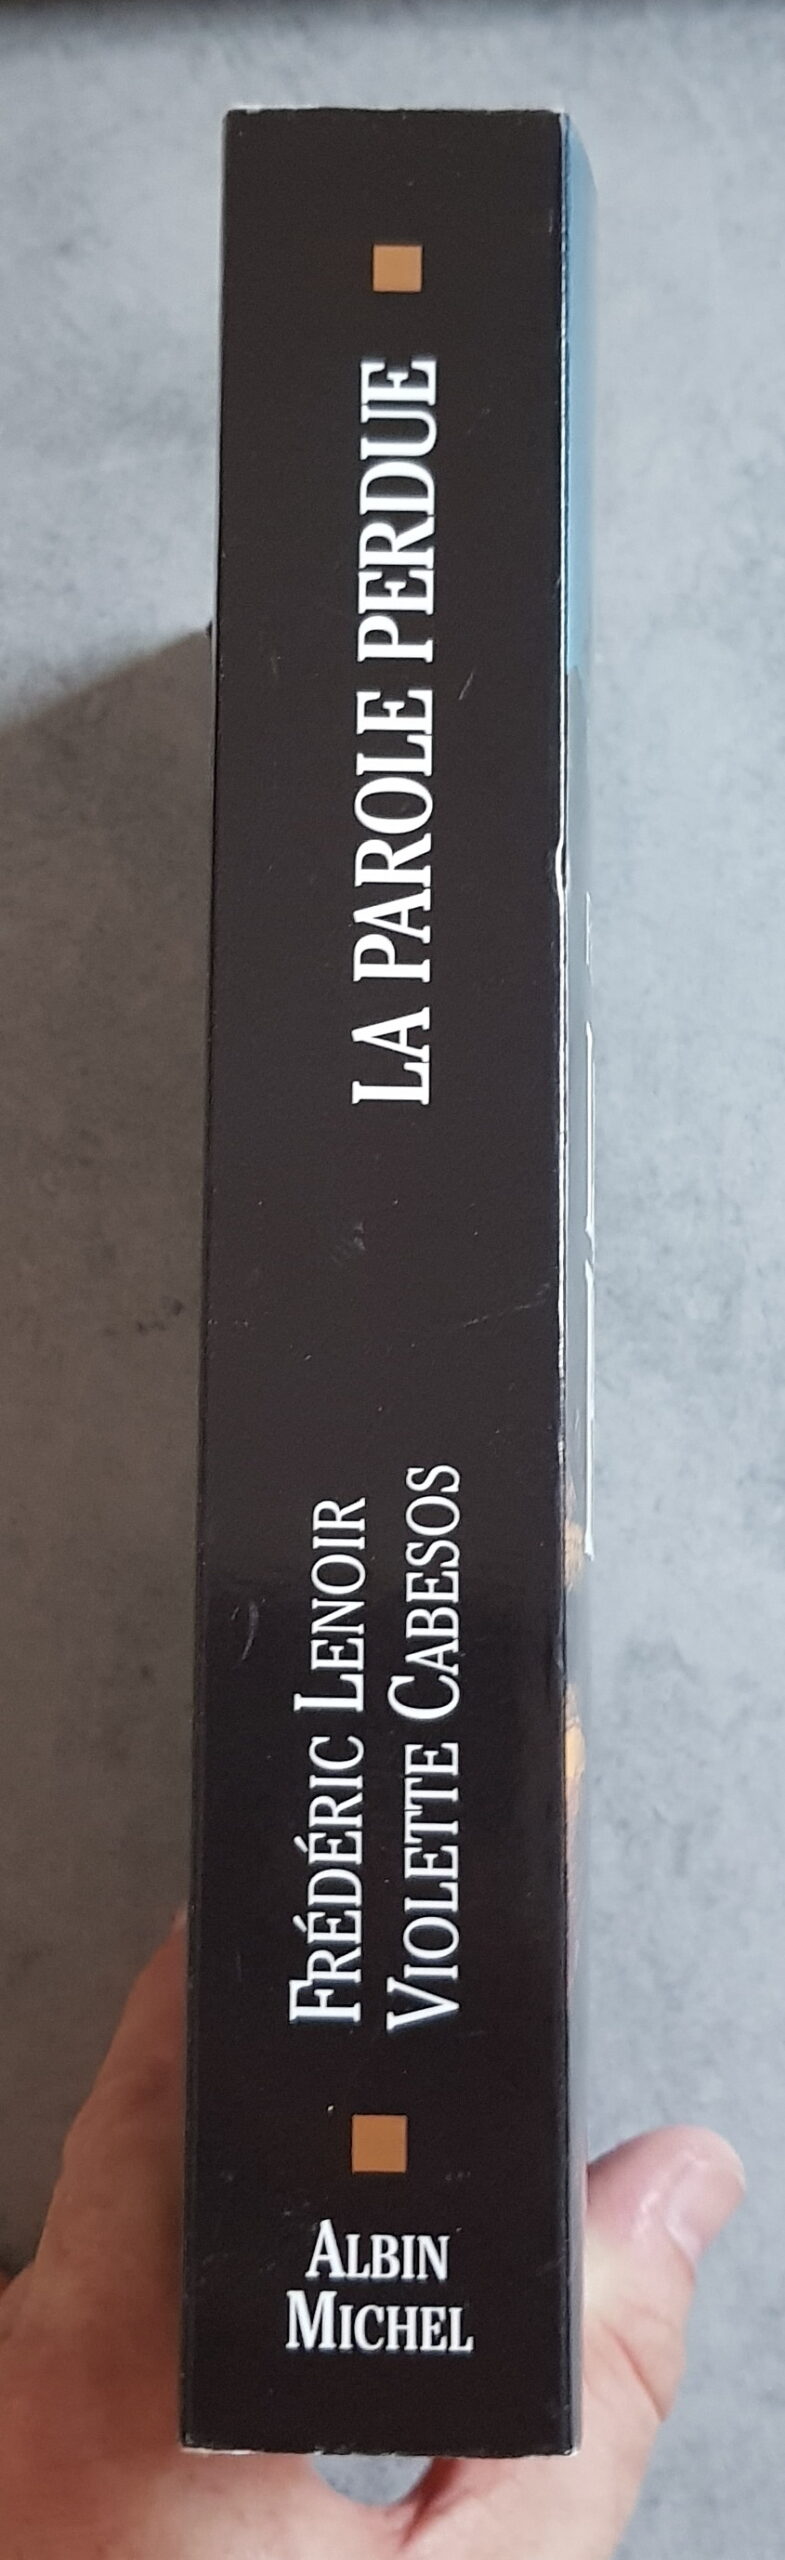 LA PAROLE PERDUE
FRÉDÉRIC LENOIR
VIOLETTE CABESOS
ALBIN
MICHEL